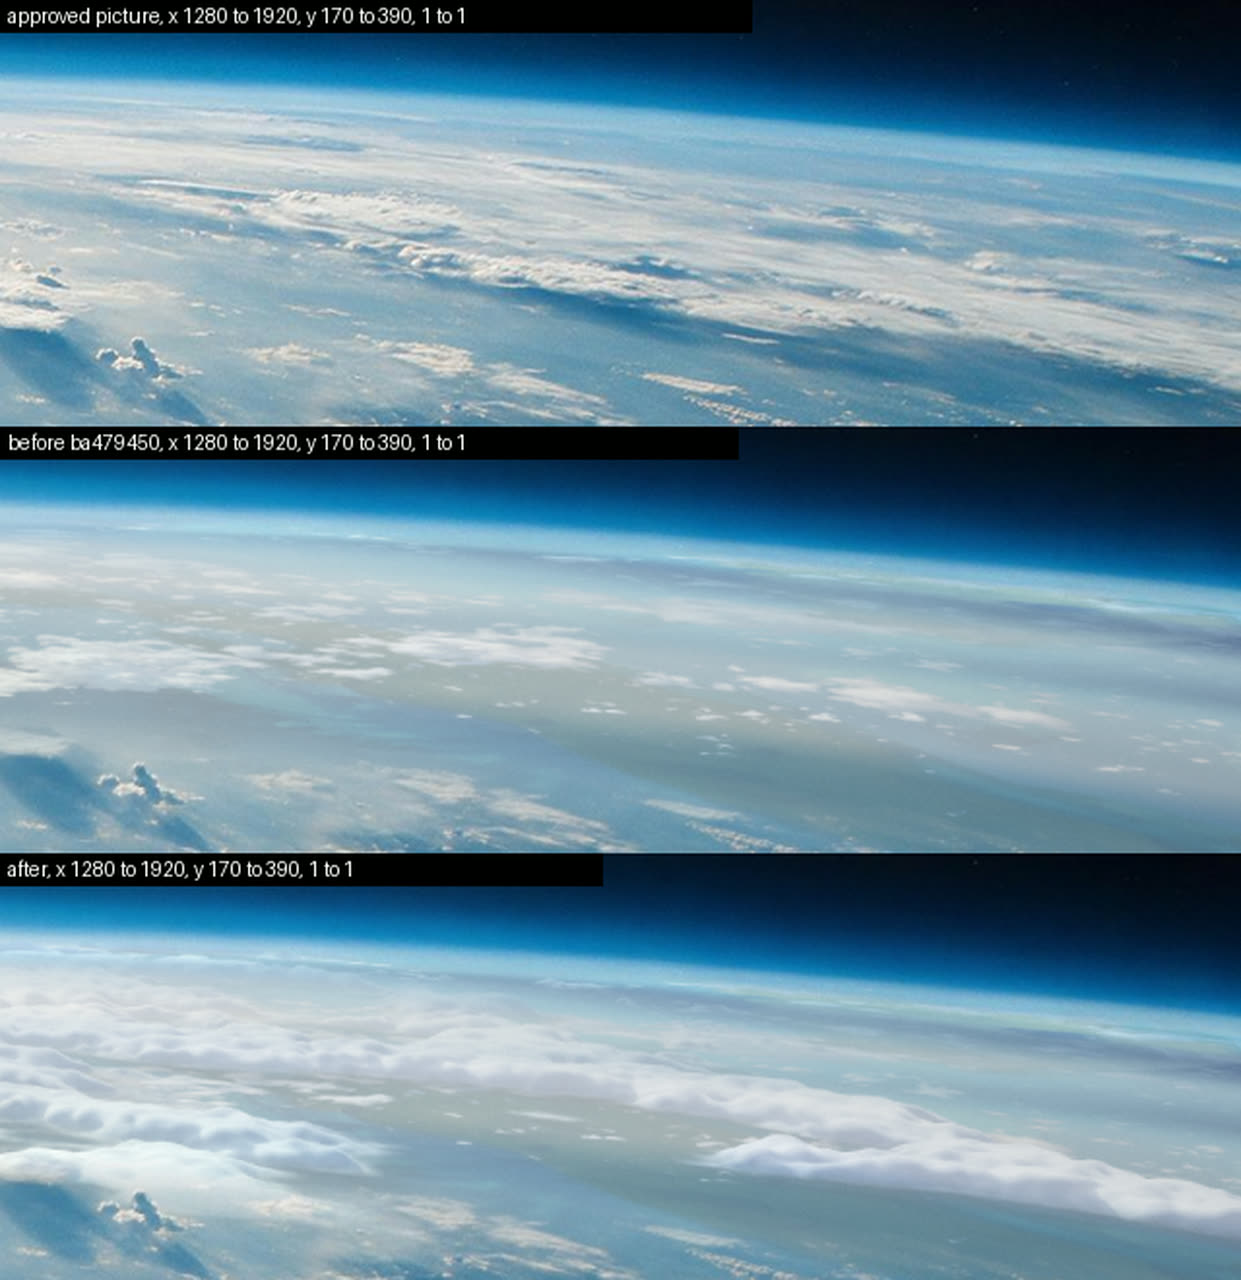 approved picture, x 1280 to 1920, y 170 to 390, 1 to 1
before ba479450, x 1280 to 1920, y 170 to 390, 1 to 1
after, x 1280 to 1920, y 170 to 390, 1 to 1